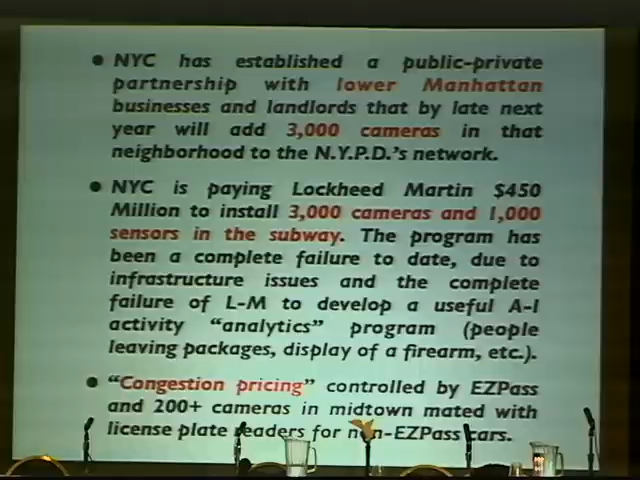 • NYC has established a public-private
partnership with lower Manhattan
businesses and landlords that by late next
year will add 3,000 cameras in that
neighborhood to the N.Y.P.D.'s network.
• NYC is paying Lockheed Martin $450
Million to install 3,000 cameras and 1,000
sensors in the subway. The program has
been a complete failure to date, due to
infrastructure issues and the complete
failure of L-M to develop a useful A-I
activity "analytics" program (people
leaving packages, display of a firearm, etc.).
• "Congestion pricing" controlled by EZPass
and 200+ cameras in midtown mated with
license plate readers for non-EZPass cars.